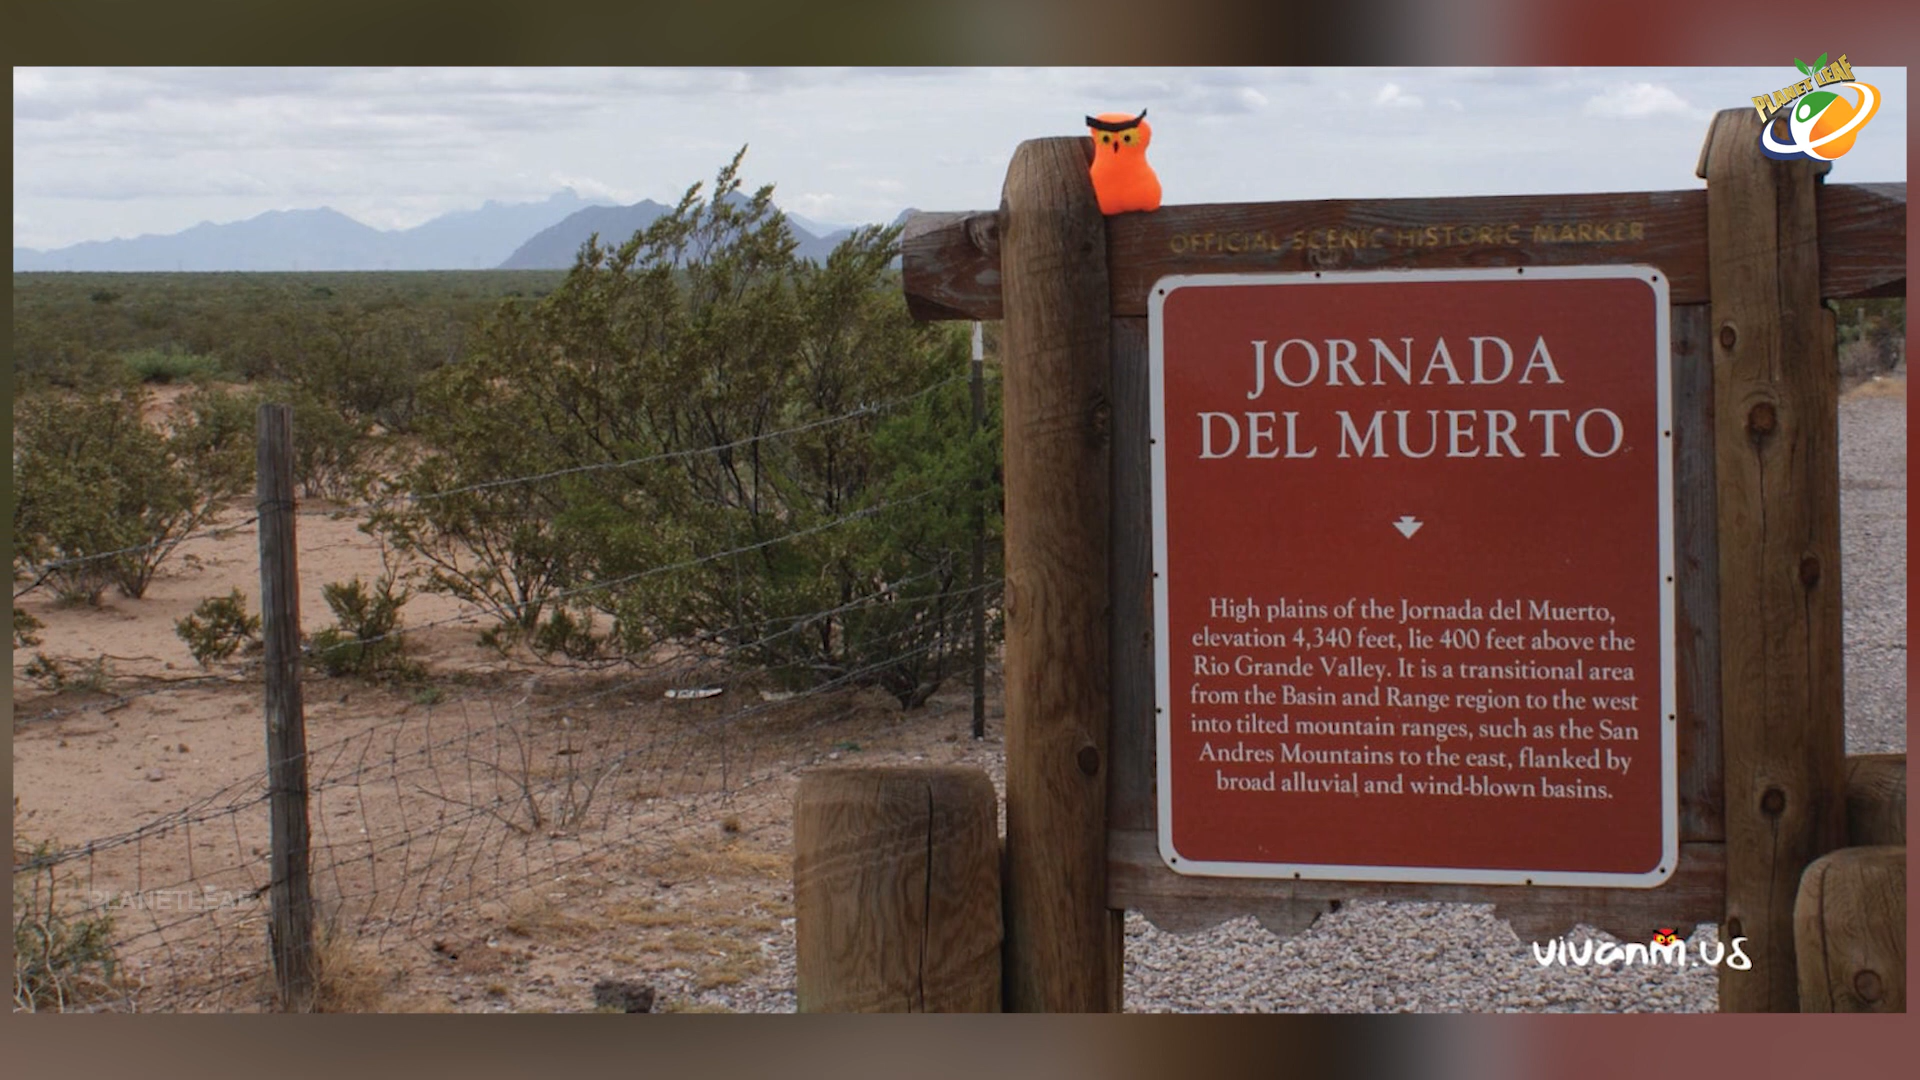 PLANET LEAF
OFFICIAL SCENIC HISTORIC MARKER
JORNADA
DEL MUERTO
High plains of the Jornada del Muerto,
elevation 4,340 feet, lie 400 feet above the
Rio Grande Valley. It is a transitional area
from the Basin and Range region to the west
into tilted mountain ranges, such as the San
Andres Mountains to the east, flanked by
broad alluvial and wind-blown basins.
PLANETLEAF
vivanm.us